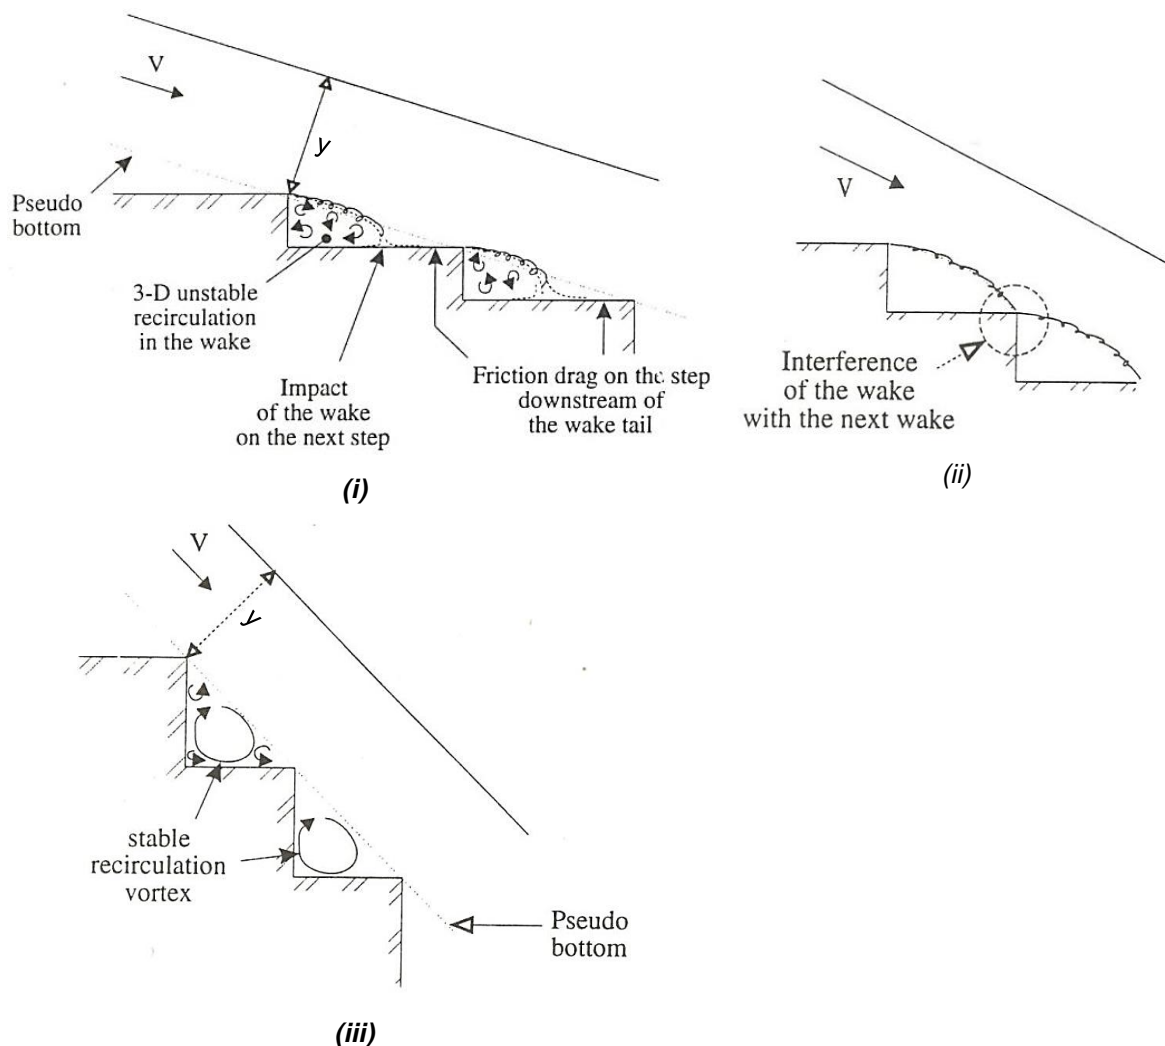 V
y
Pseudo
bottom
3-D unstable
recirculation
in the wake
Impact
of the wake
on the next step
Friction drag on the step
downstream of
the wake tail
(i)
V
Interference
of the wake
with the next wake
(ii)
V
y
stable
recirculation
vortex
Pseudo
bottom
(iii)